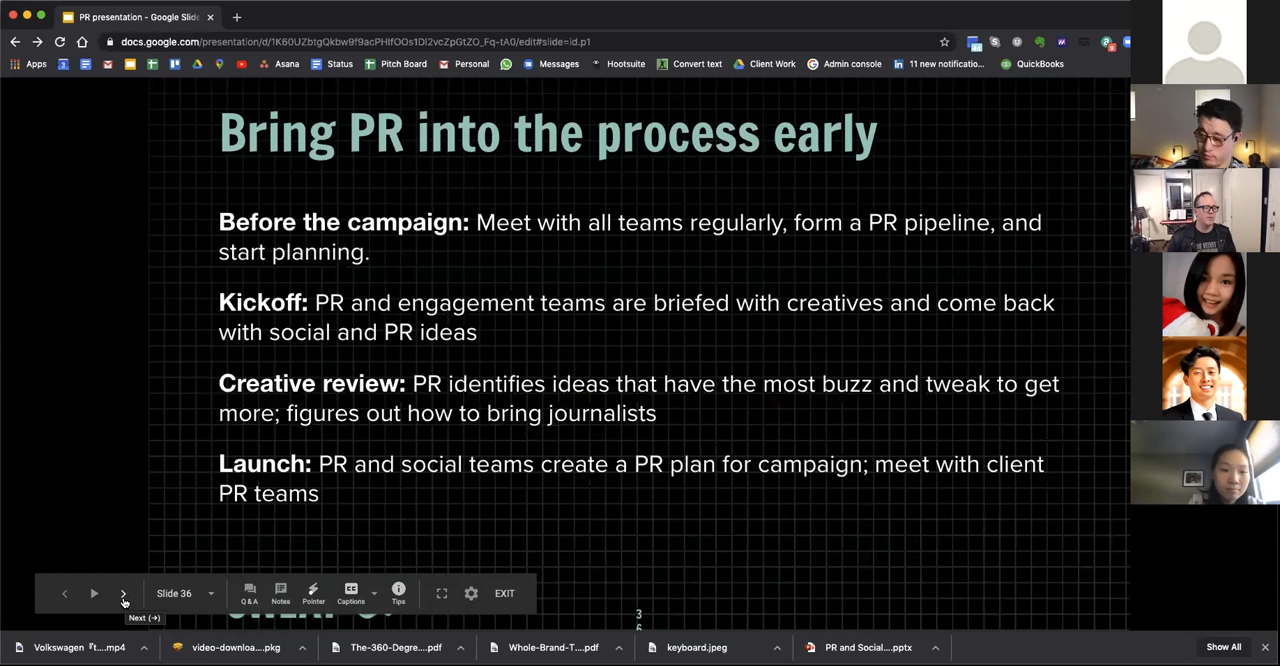 PR presentation - Google Slide
docs.google.com/presentation/d/1K60UZbtgQkbw9f9acPHIfOOs1DI2vcZpGtZO_Fq-tA0/edit#slide=id.p1
Apps Asana Status Pitch Board Personal Messages Hootsuite Convert text Client Work Admin console 11 new notificatio... QuickBooks
Bring PR into the process early
Before the campaign: Meet with all teams regularly, form a PR pipeline, and
start planning.
Kickoff: PR and engagement teams are briefed with creatives and come back
with social and PR ideas
Creative review: PR identifies ideas that have the most buzz and tweak to get
more; figures out how to bring journalists
Launch: PR and social teams create a PR plan for campaign; meet with client
PR teams
Slide 36
Q & A Notes Pointer Captions Tips
EXIT
Next (→)
3
6
Volkswagen 『t....mp4 video-downloa....pkg The-360-Degre....pdf Whole-Brand-T....pdf keyboard.jpeg PR and Social....pptx Show All